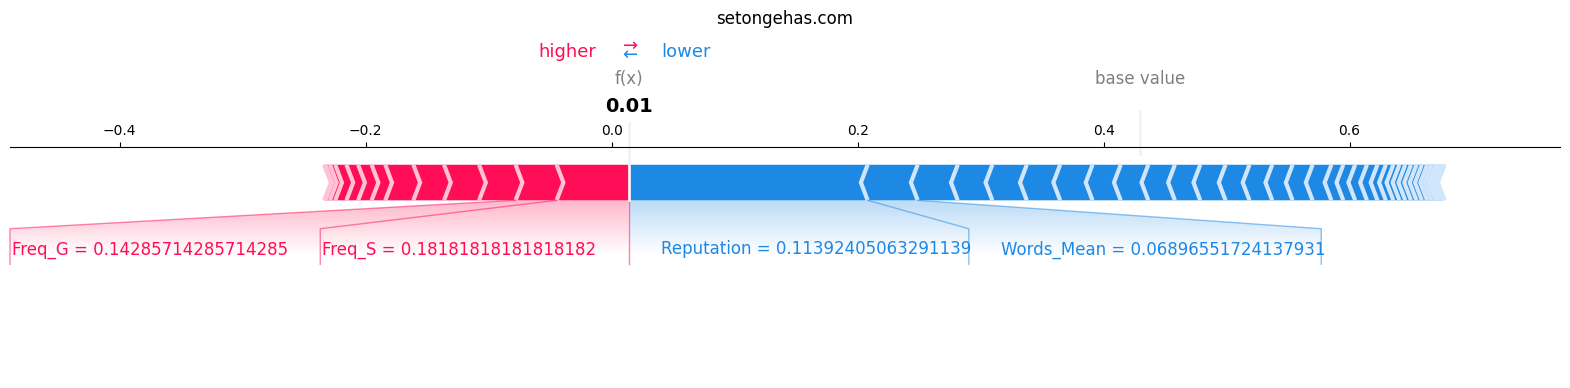 setongehas.com
higher ⇄ lower
f(x) base value
0.01
−0.4 −0.2 0.0 0.2 0.4 0.6
Freq_G = 0.14285714285714285 Freq_S = 0.18181818181818182 Reputation = 0.11392405063291139 Words_Mean = 0.06896551724137931